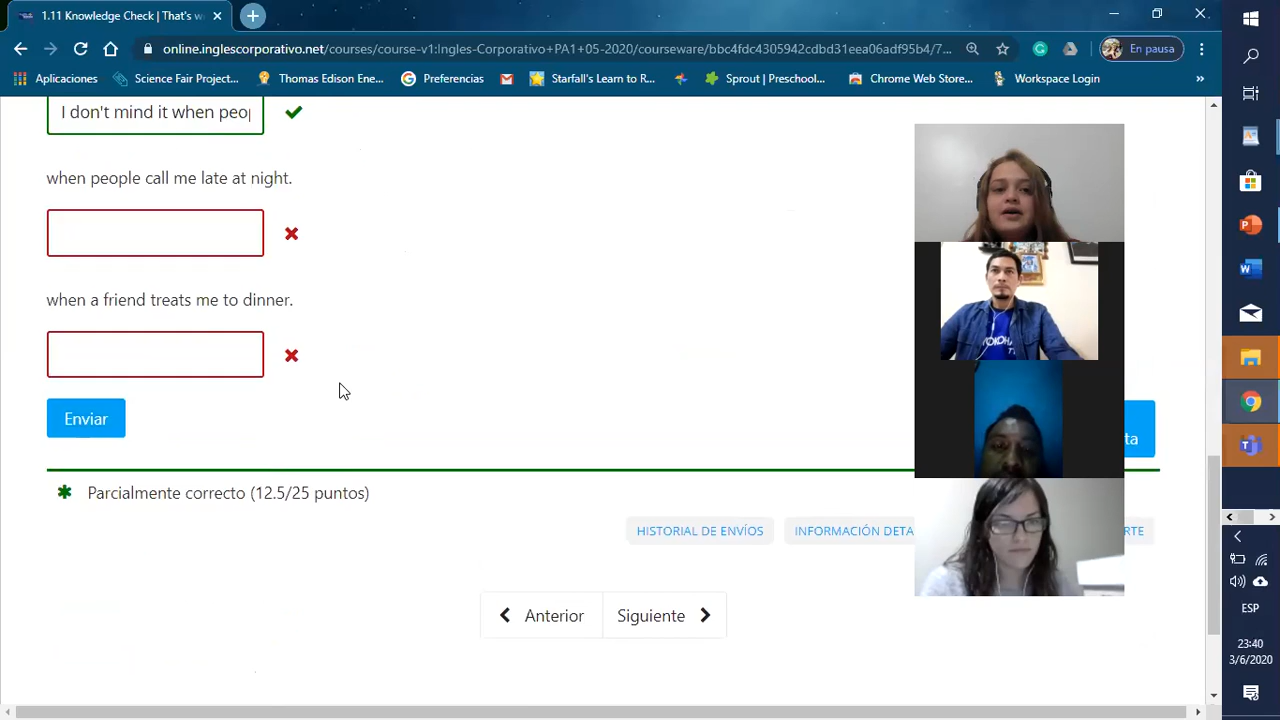 1.11 Knowledge Check | That's w
online.inglescorporativo.net/courses/course-v1:Ingles-Corporativo+PA1+05-2020/courseware/bbc4fdc4305942cdbd31eea06adf95b4/7...
En pausa
Aplicaciones
Science Fair Project...
Thomas Edison Ene...
Preferencias
Starfall's Learn to R...
Sprout | Preschool...
Chrome Web Store...
Workspace Login
»
I don't mind it when peop
when people call me late at night.
when a friend treats me to dinner.
Enviar
ta
Parcialmente correcto (12.5/25 puntos)
HISTORIAL DE ENVÍOS
INFORMACIÓN DETA
RTE
Anterior
Siguiente
ESP
23:40
3/6/2020